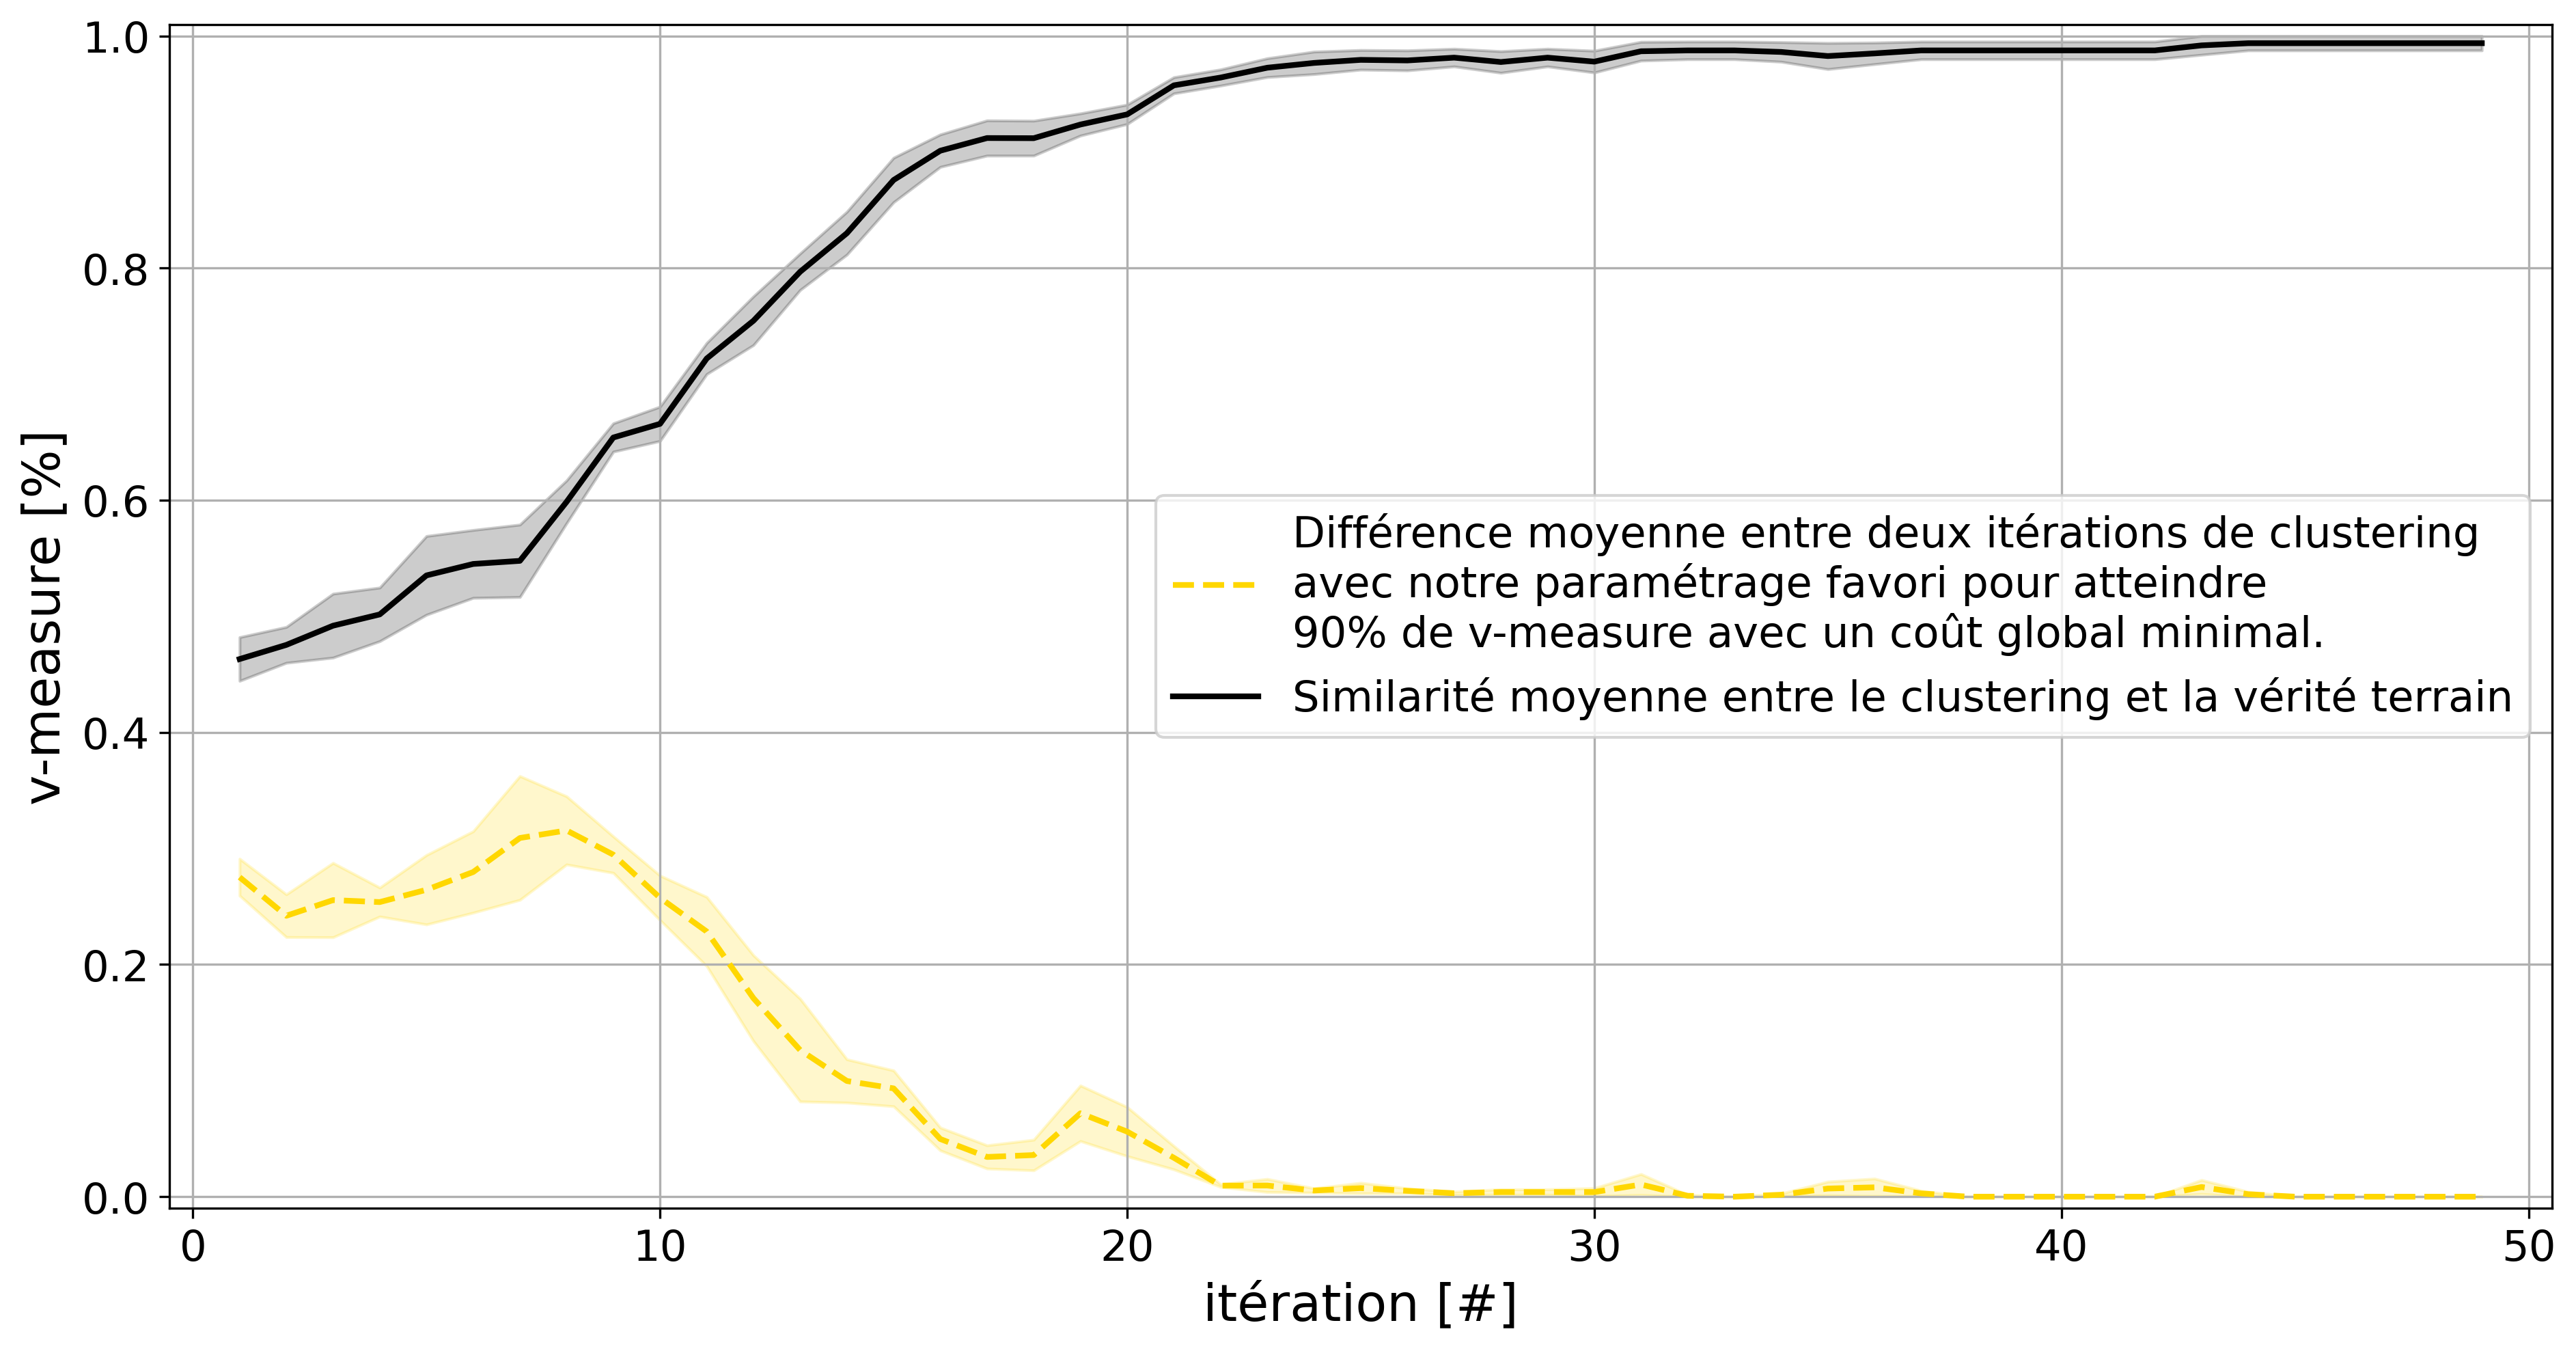 1.0
0.8
0.6
0.4
0.2
0.0
v-measure [%]
Différence moyenne entre deux itérations de clustering
avec notre paramétrage favori pour atteindre
90% de v-measure avec un coût global minimal.
Similarité moyenne entre le clustering et la vérité terrain
0 10 20 30 40 50
itération [#]